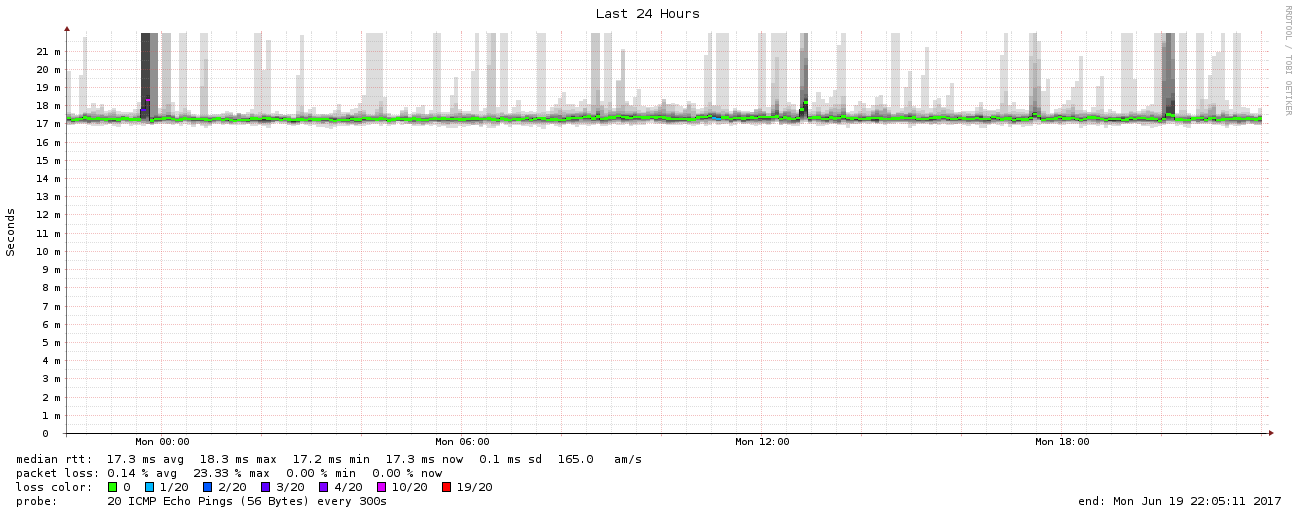 Last 24 Hours
RRDTOOL / TOBI OETIKER
Seconds
21 m
20 m
19 m
18 m
17 m
16 m
15 m
14 m
13 m
12 m
11 m
10 m
9 m
8 m
7 m
6 m
5 m
4 m
3 m
2 m
1 m
0
Mon 00:00 Mon 06:00 Mon 12:00 Mon 18:00
median rtt: 17.3 ms avg 18.3 ms max 17.2 ms min 17.3 ms now 0.1 ms sd 165.0 am/s
packet loss: 0.14 % avg 23.33 % max 0.00 % min 0.00 % now
loss color: 0 1/20 2/20 3/20 4/20 10/20 19/20
probe: 20 ICMP Echo Pings (56 Bytes) every 300s end: Mon Jun 19 22:05:11 2017